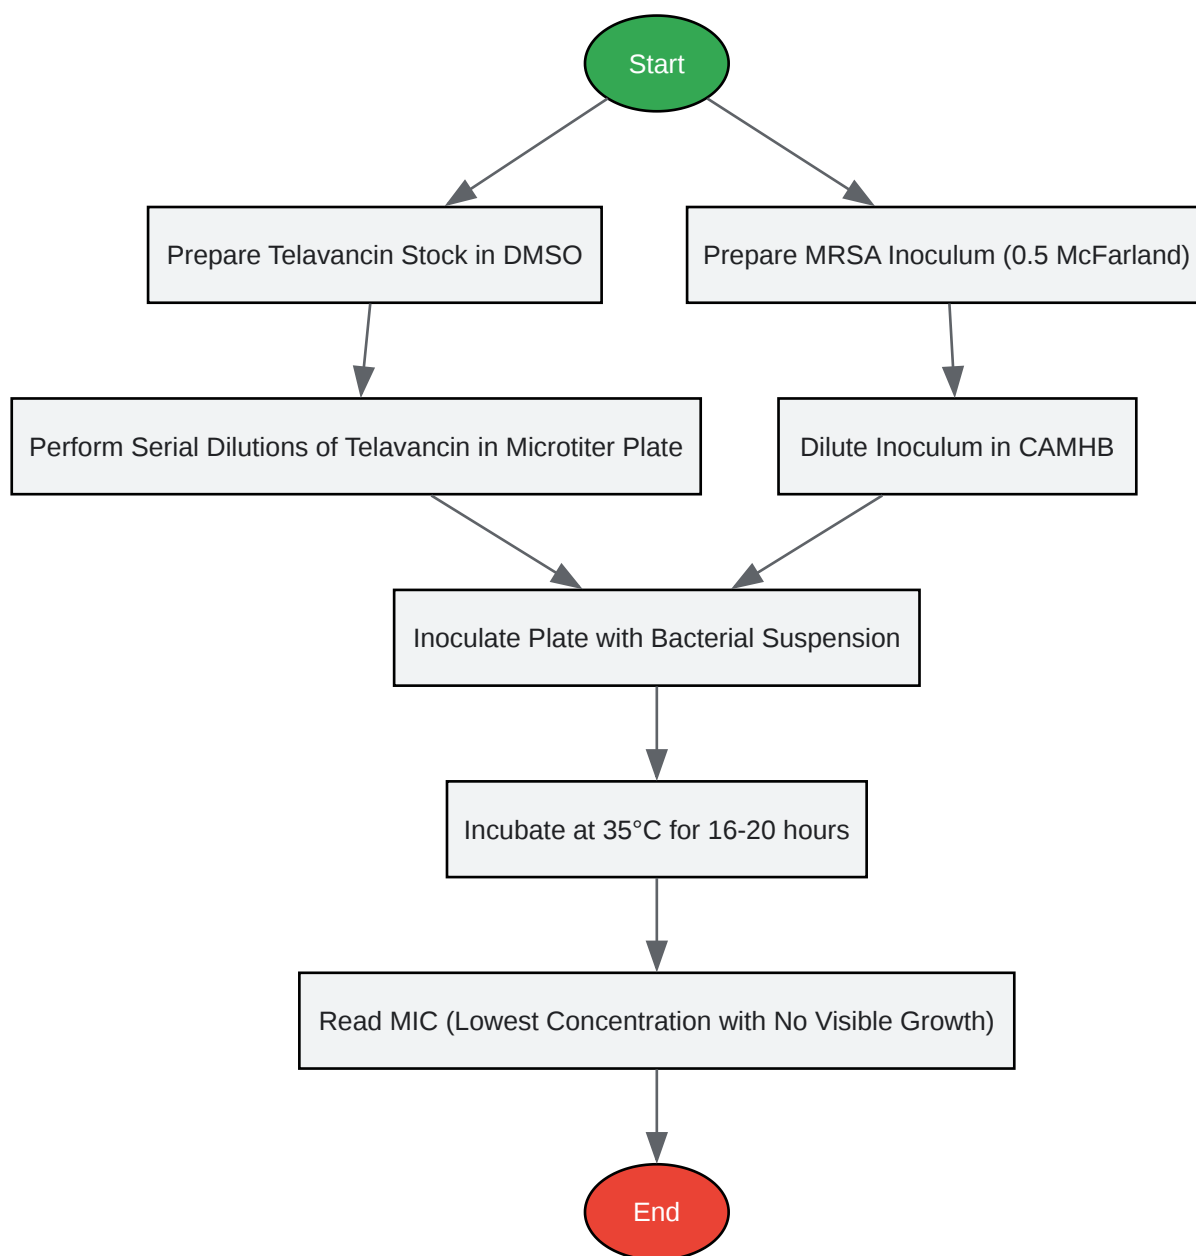 Start
Prepare Telavancin Stock in DMSO
Prepare MRSA Inoculum (0.5 McFarland)
Perform Serial Dilutions of Telavancin in Microtiter Plate
Dilute Inoculum in CAMHB
Inoculate Plate with Bacterial Suspension
Incubate at 35°C for 16-20 hours
Read MIC (Lowest Concentration with No Visible Growth)
End